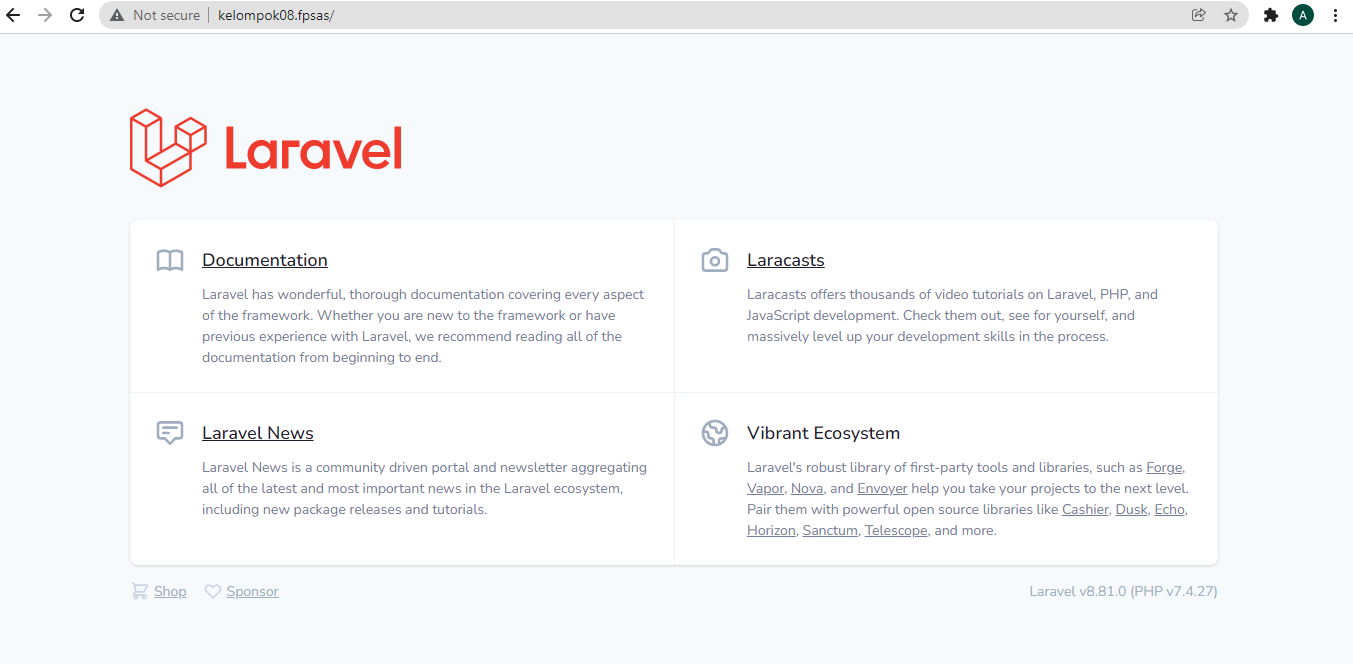 Not secure
kelompok08.fpsas/
A
Laravel
Documentation
Laravel has wonderful, thorough documentation covering every aspect
of the framework. Whether you are new to the framework or have
previous experience with Laravel, we recommend reading all of the
documentation from beginning to end.
Laracasts
Laracasts offers thousands of video tutorials on Laravel, PHP, and
JavaScript development. Check them out, see for yourself, and
massively level up your development skills in the process.
Laravel News
Laravel News is a community driven portal and newsletter aggregating
all of the latest and most important news in the Laravel ecosystem,
including new package releases and tutorials.
Vibrant Ecosystem
Laravel's robust library of first-party tools and libraries, such as Forge,
Vapor, Nova, and Envoyer help you take your projects to the next level.
Pair them with powerful open source libraries like Cashier, Dusk, Echo,
Horizon, Sanctum, Telescope, and more.
Shop
Sponsor
Laravel v8.81.0 (PHP v7.4.27)